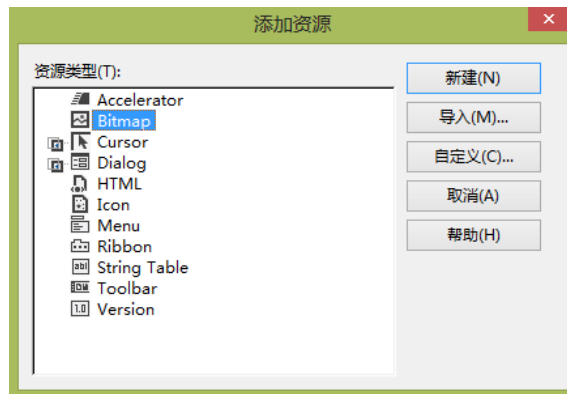 添加资源
资源类型(T):
Accelerator
Bitmap
Cursor
Dialog
HTML
Icon
Menu
Ribbon
String Table
Toolbar
Version
新建(N)
导入(M)...
自定义(C)...
取消(A)
帮助(H)